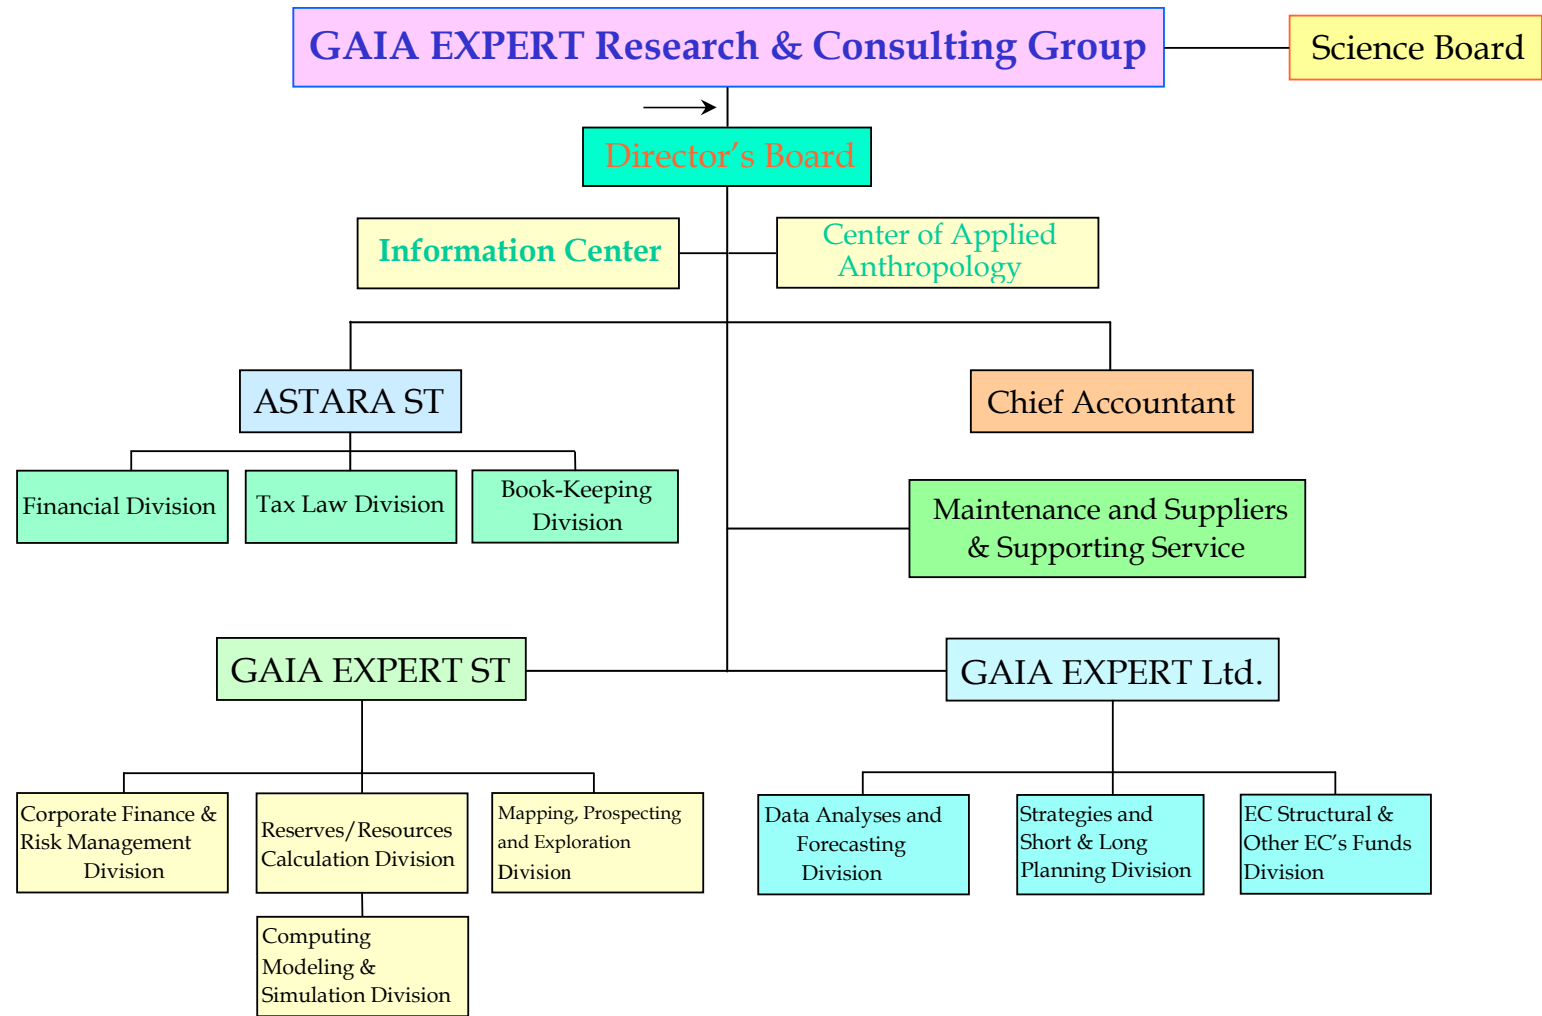 GAIA EXPERT Research & Consulting Group
Science Board
Director’s Board
Information Center
Center of Applied
Anthropology
ASTARA ST
Chief Accountant
Financial Division
Tax Law Division
Book-Keeping
Division
Maintenance and Suppliers
& Supporting Service
GAIA EXPERT ST
GAIA EXPERT Ltd.
Corporate Finance &
Risk Management
Division
Reserves/Resources
Calculation Division
Mapping, Prospecting
and Exploration
Division
Data Analyses and
Forecasting
Division
Strategies and
Short & Long
Planning Division
EC Structural &
Other EC’s Funds
Division
Computing
Modeling &
Simulation Division